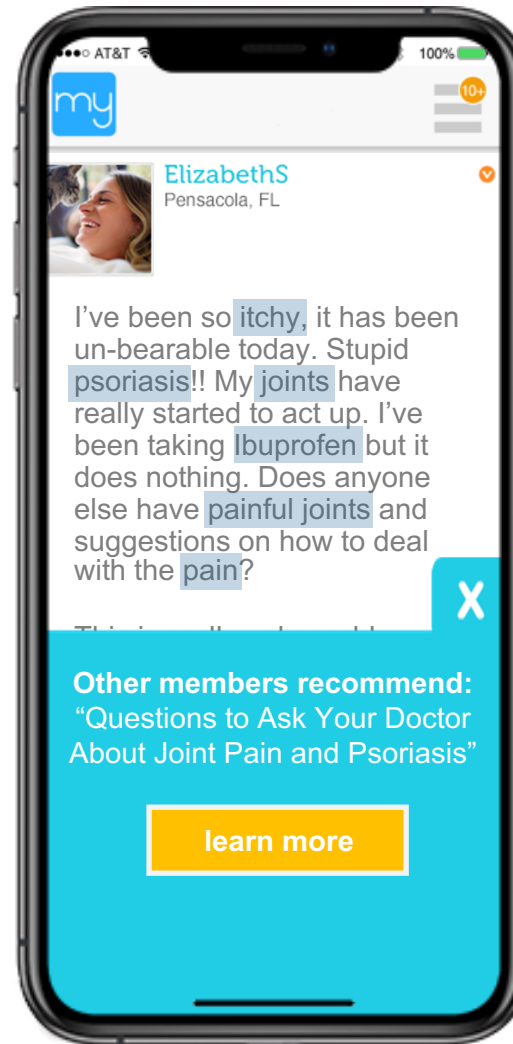 AT&T
100%
my
10+
ElizabethS
Pensacola, FL
I've been so itchy, it has been
un-bearable today. Stupid
psoriasis!! My joints have
really started to act up. I've
been taking Ibuprofen but it
does nothing. Does anyone
else have painful joints and
suggestions on how to deal
with the pain?
X
Other members recommend:
“Questions to Ask Your Doctor
About Joint Pain and Psoriasis”
learn more